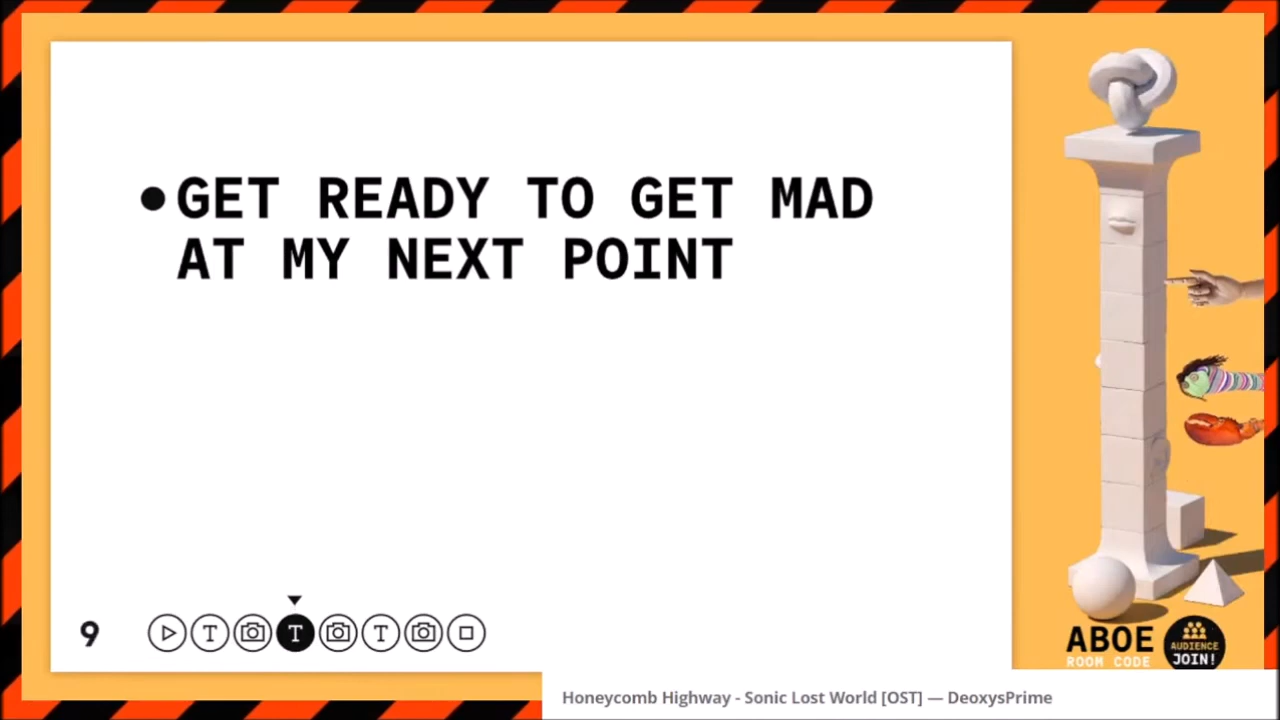 ●GET READY TO GET MAD
AT MY NEXT POINT
9
T
T
T
ABOE
ROOM CODE
AUDIENCE
JOIN!
Honeycomb Highway - Sonic Lost World [OST] — DeoxysPrime